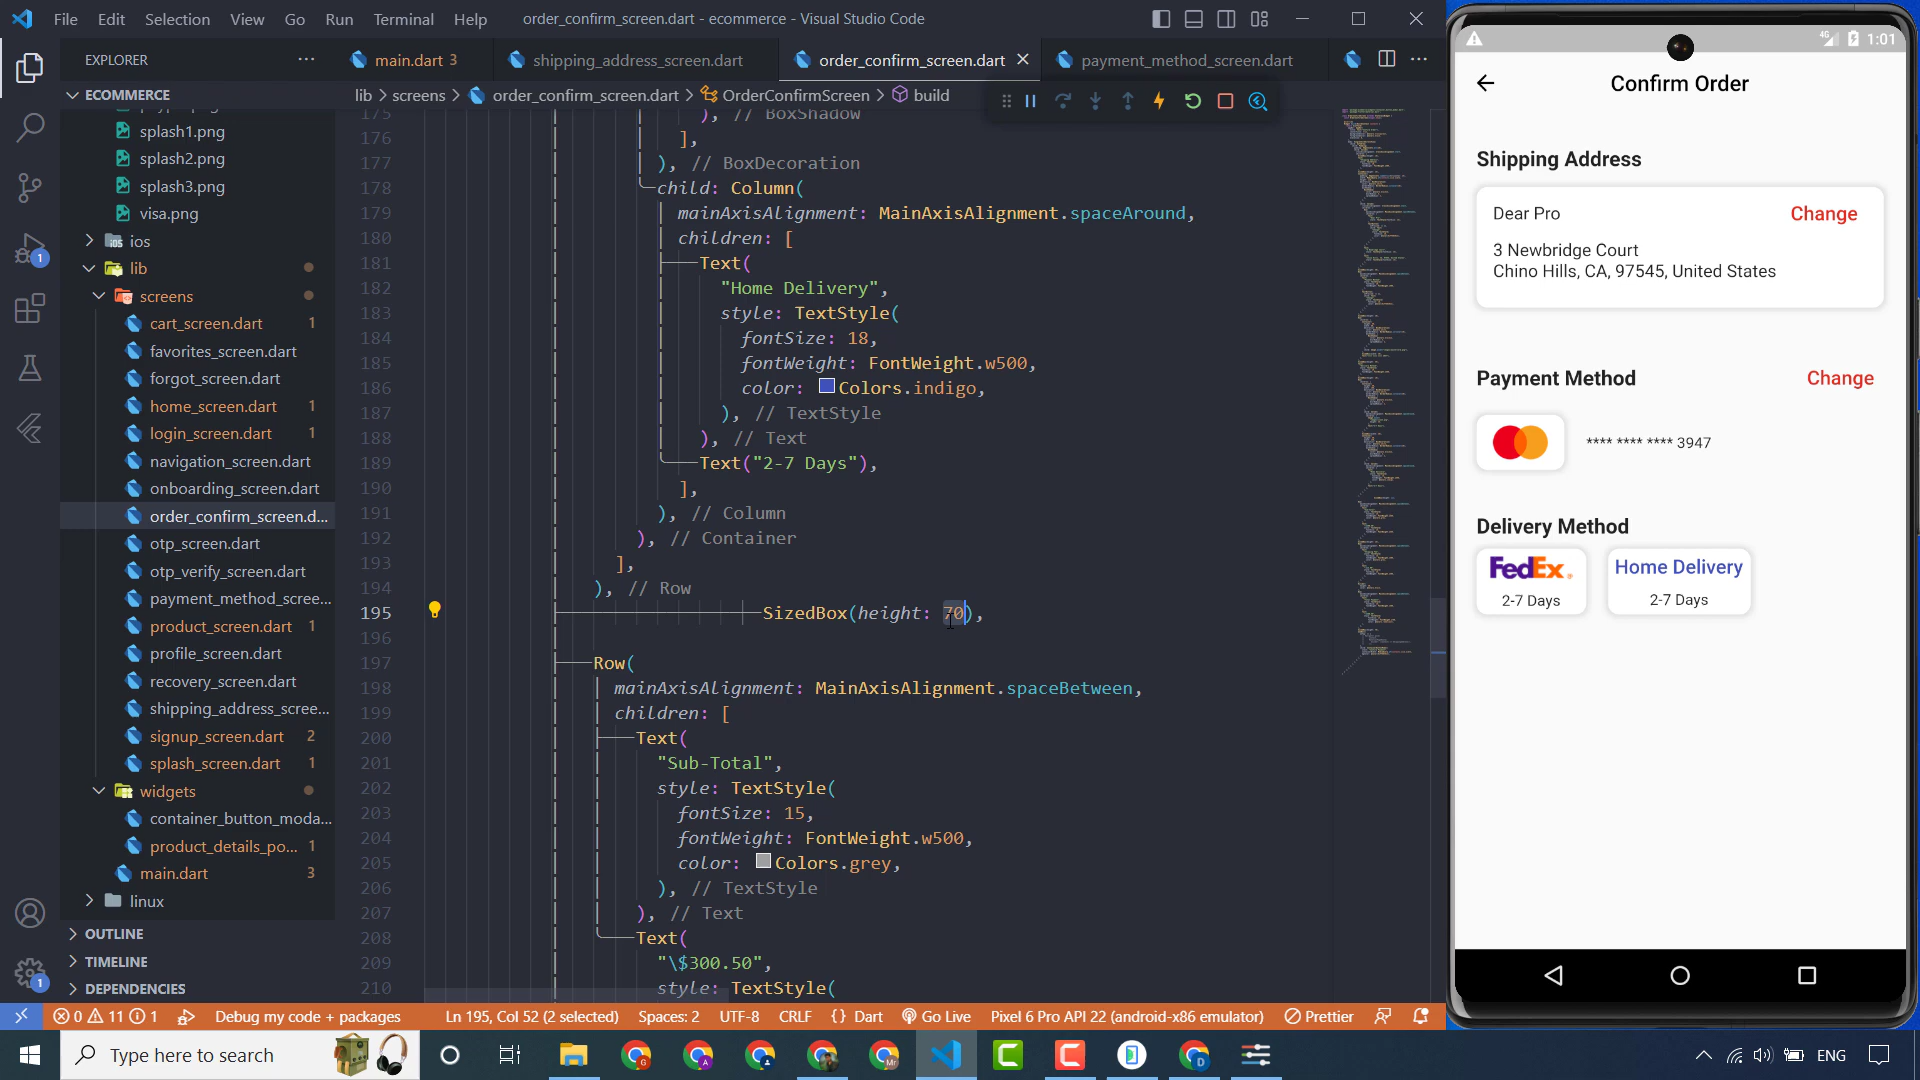 File Edit Selection View Go Run Terminal Help
order_confirm_screen.dart - ecommerce - Visual Studio Code
EXPLORER
main.dart 3
shipping_address_screen.dart
order_confirm_screen.dart
payment_method_screen.dart
ECOMMERCE
lib > screens > order_confirm_screen.dart > OrderConfirmScreen > build
splash1.png
splash2.png
splash3.png
visa.png
ios
lib
screens
cart_screen.dart 1
favorites_screen.dart
forgot_screen.dart
home_screen.dart 1
login_screen.dart 1
navigation_screen.dart
onboarding_screen.dart
order_confirm_screen.d...
otp_screen.dart
otp_verify_screen.dart
payment_method_scree...
product_screen.dart 1
profile_screen.dart
recovery_screen.dart
shipping_address_scree...
signup_screen.dart 2
splash_screen.dart 1
widgets
container_button_moda...
product_details_po... 1
main.dart 3
linux
OUTLINE
TIMELINE
DEPENDENCIES
1
1
175 ), // BoxShadow
176 ],
177 ), // BoxDecoration
178 child: Column(
179 mainAxisAlignment: MainAxisAlignment.spaceAround,
180 children: [
181 Text(
182 "Home Delivery",
183 style: TextStyle(
184 fontSize: 18,
185 fontWeight: FontWeight.w500,
186 color: Colors.indigo,
187 ), // TextStyle
188 ), // Text
189 Text("2-7 Days"),
190 ],
191 ), // Column
192 ), // Container
193 ],
194 ), // Row
195 SizedBox(height: 70),
196
197 Row(
198 mainAxisAlignment: MainAxisAlignment.spaceBetween,
199 children: [
200 Text(
201 "Sub-Total",
202 style: TextStyle(
203 fontSize: 15,
204 fontWeight: FontWeight.w500,
205 color: Colors.grey,
206 ), // TextStyle
207 ), // Text
208 Text(
209 "\$300.50",
210 style: TextStyle(
0 11 1 Debug my code + packages Ln 195, Col 52 (2 selected) Spaces: 2 UTF-8 CRLF {} Dart Go Live Pixel 6 Pro API 22 (android-x86 emulator) Prettier
Type here to search
ENG
4G 1:01
Confirm Order
Shipping Address
Dear Pro Change
3 Newbridge Court
Chino Hills, CA, 97545, United States
Payment Method Change
**** **** **** 3947
Delivery Method
FedEx. Home Delivery
2-7 Days 2-7 Days